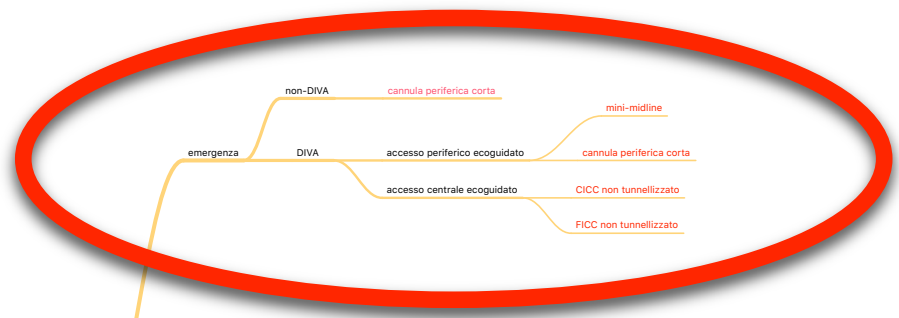 non-DIVA
cannula periferica corta
mini-midline
emergenza
DIVA
accesso periferico ecoguidato
cannula periferica corta
accesso centrale ecoguidato
CICC non tunnellizzato
FICC non tunnellizzato